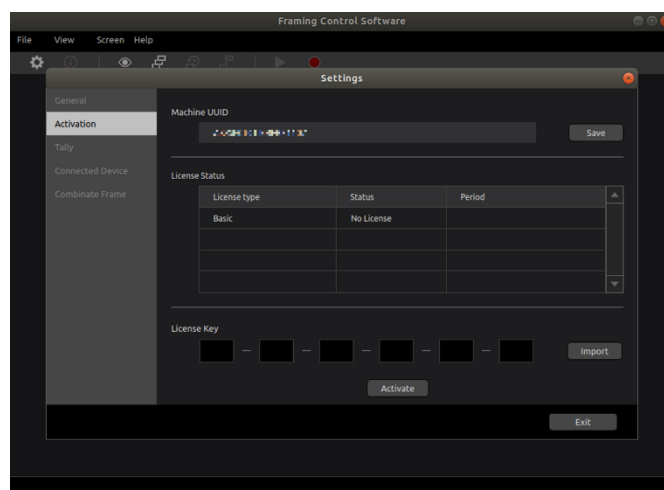 Framing Control Software
File View Screen Help
Settings
General
Activation
Tally
Connected Device
Combinate Frame
Machine UUID
Save
License Status
License type Status Period
Basic No License
License Key
— — — — —
Import
Activate
Exit